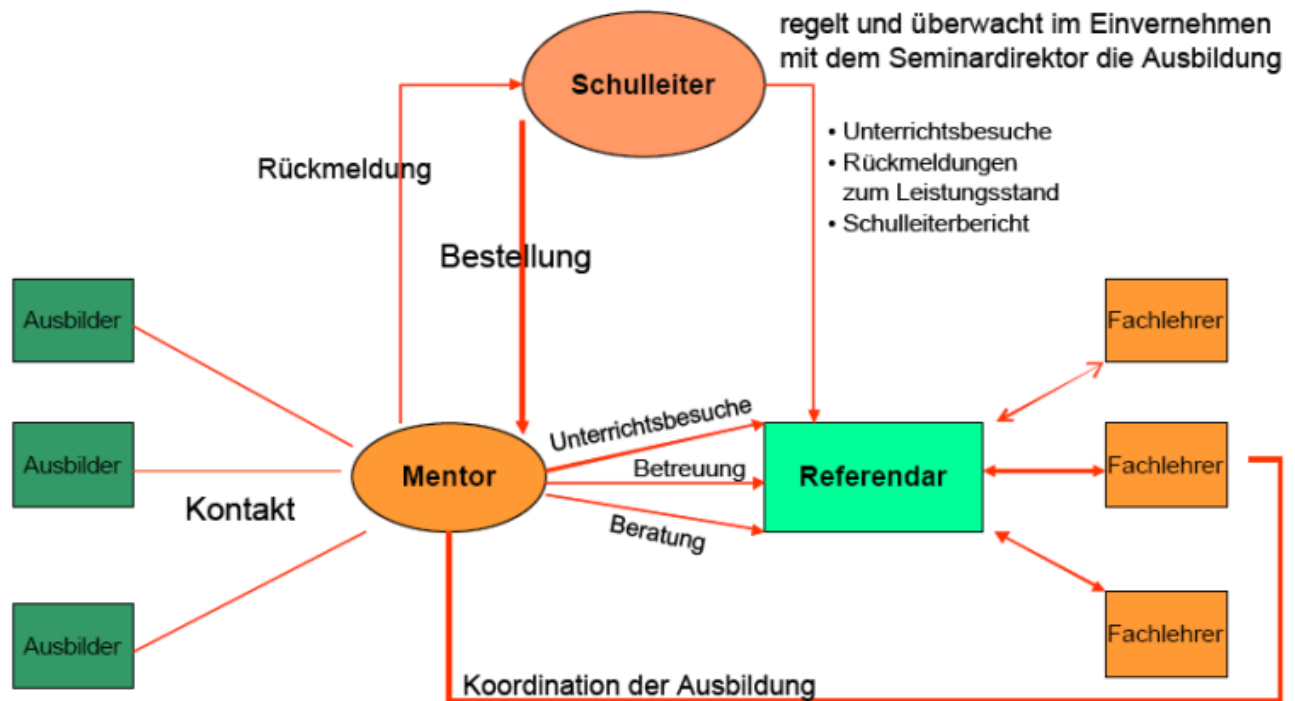 regelt und überwacht im Einvernehmen
mit dem Seminardirektor die Ausbildung
Schulleiter
• Unterrichtsbesuche
• Rückmeldungen
zum Leistungsstand
• Schulleiterbericht
Rückmeldung
Bestellung
Ausbilder
Fachlehrer
Unterrichtsbesuche
Ausbilder
Mentor
Betreuung
Referendar
Fachlehrer
Kontakt
Beratung
Ausbilder
Fachlehrer
Koordination der Ausbildung